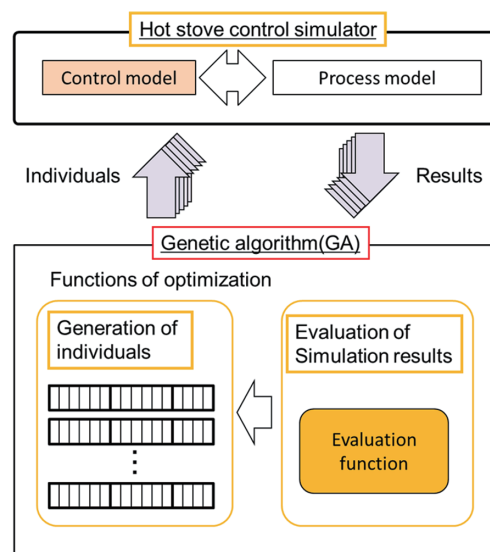 Hot stove control simulator
Control model
Process model
Individuals
Results
Genetic algorithm(GA)
Functions of optimization
Generation of
individuals
Evaluation of
Simulation results
Evaluation
function